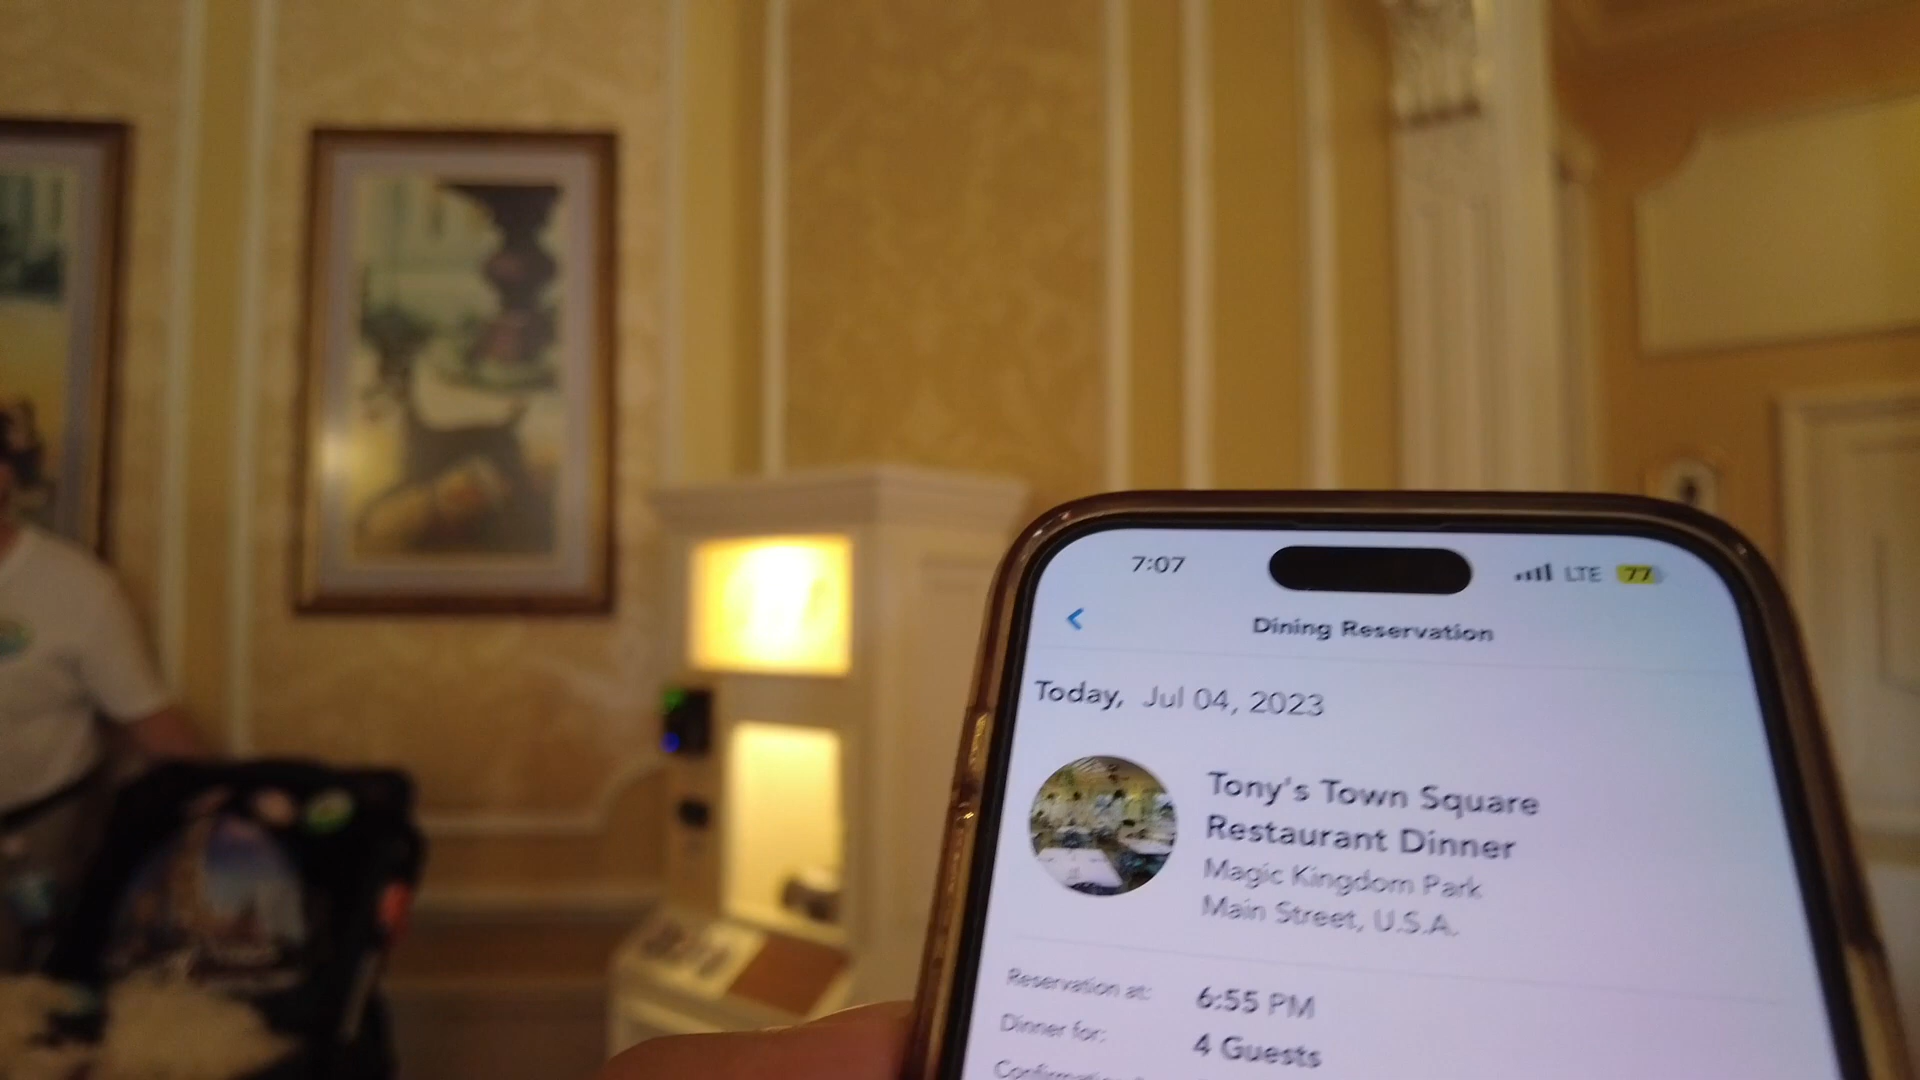 7:07 LTE 77
Dining Reservation
Today, Jul 04, 2023
Tony's Town Square
Restaurant Dinner
Magic Kingdom Park
Main Street, U.S.A.
Reservation at: 6:55 PM
Dinner for: 4 Guests